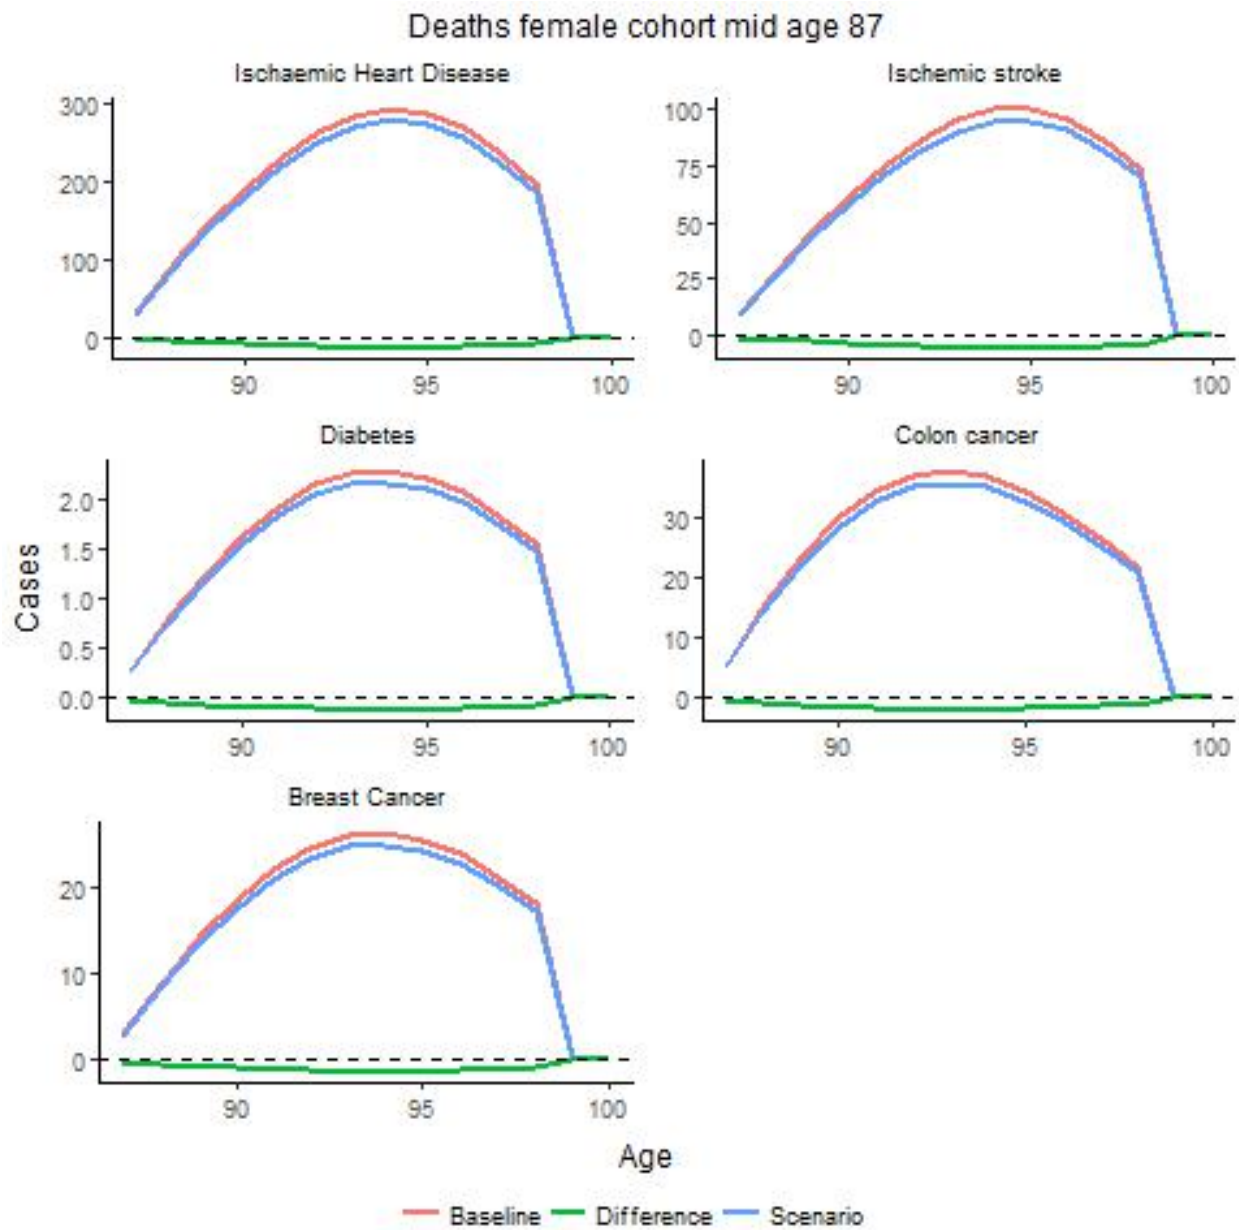 Deaths female cohort mid age 87
Ischaemic Heart Disease
300
200
100
0
90 95 100
Ischemic stroke
100
75
50
25
0
90 95 100
Diabetes
2.0
1.5
1.0
0.5
0.0
90 95 100
Colon cancer
30
20
10
0
90 95 100
Breast Cancer
20
10
0
90 95 100
Cases
Age
Baseline Difference Scenario